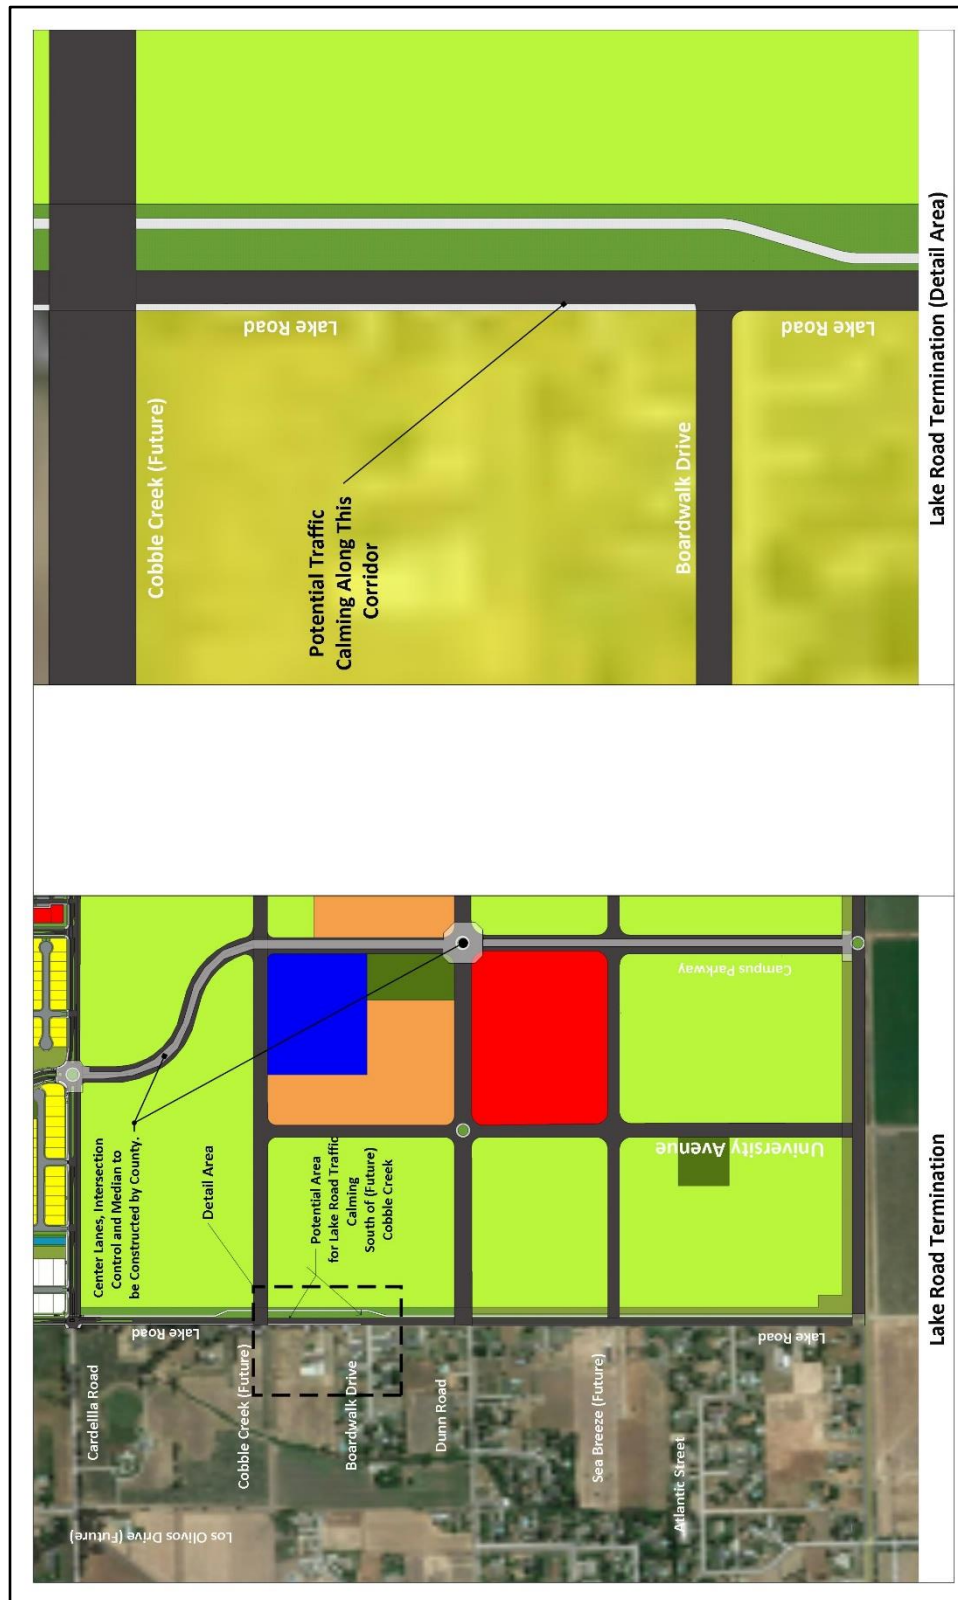 Lake Road
Lake Road
Cobble Creek (Future)
Boardwalk Drive
Potential Traffic
Calming Along This
Corridor
Lake Road Termination (Detail Area)
Center Lanes, Intersection
Control and Median to
be Constructed by County.
Detail Area
Potential Area
for Lake Road Traffic
Calming
South of (Future)
Cobble Creek
Campus Parkway
University Avenue
Lake Road
Lake Road
Cardellla Road
Cobble Creek (Future)
Boardwalk Drive
Dunn Road
Sea Breeze (Future)
Atlantic Street
Los Olivos Drive (Future)
Lake Road Termination